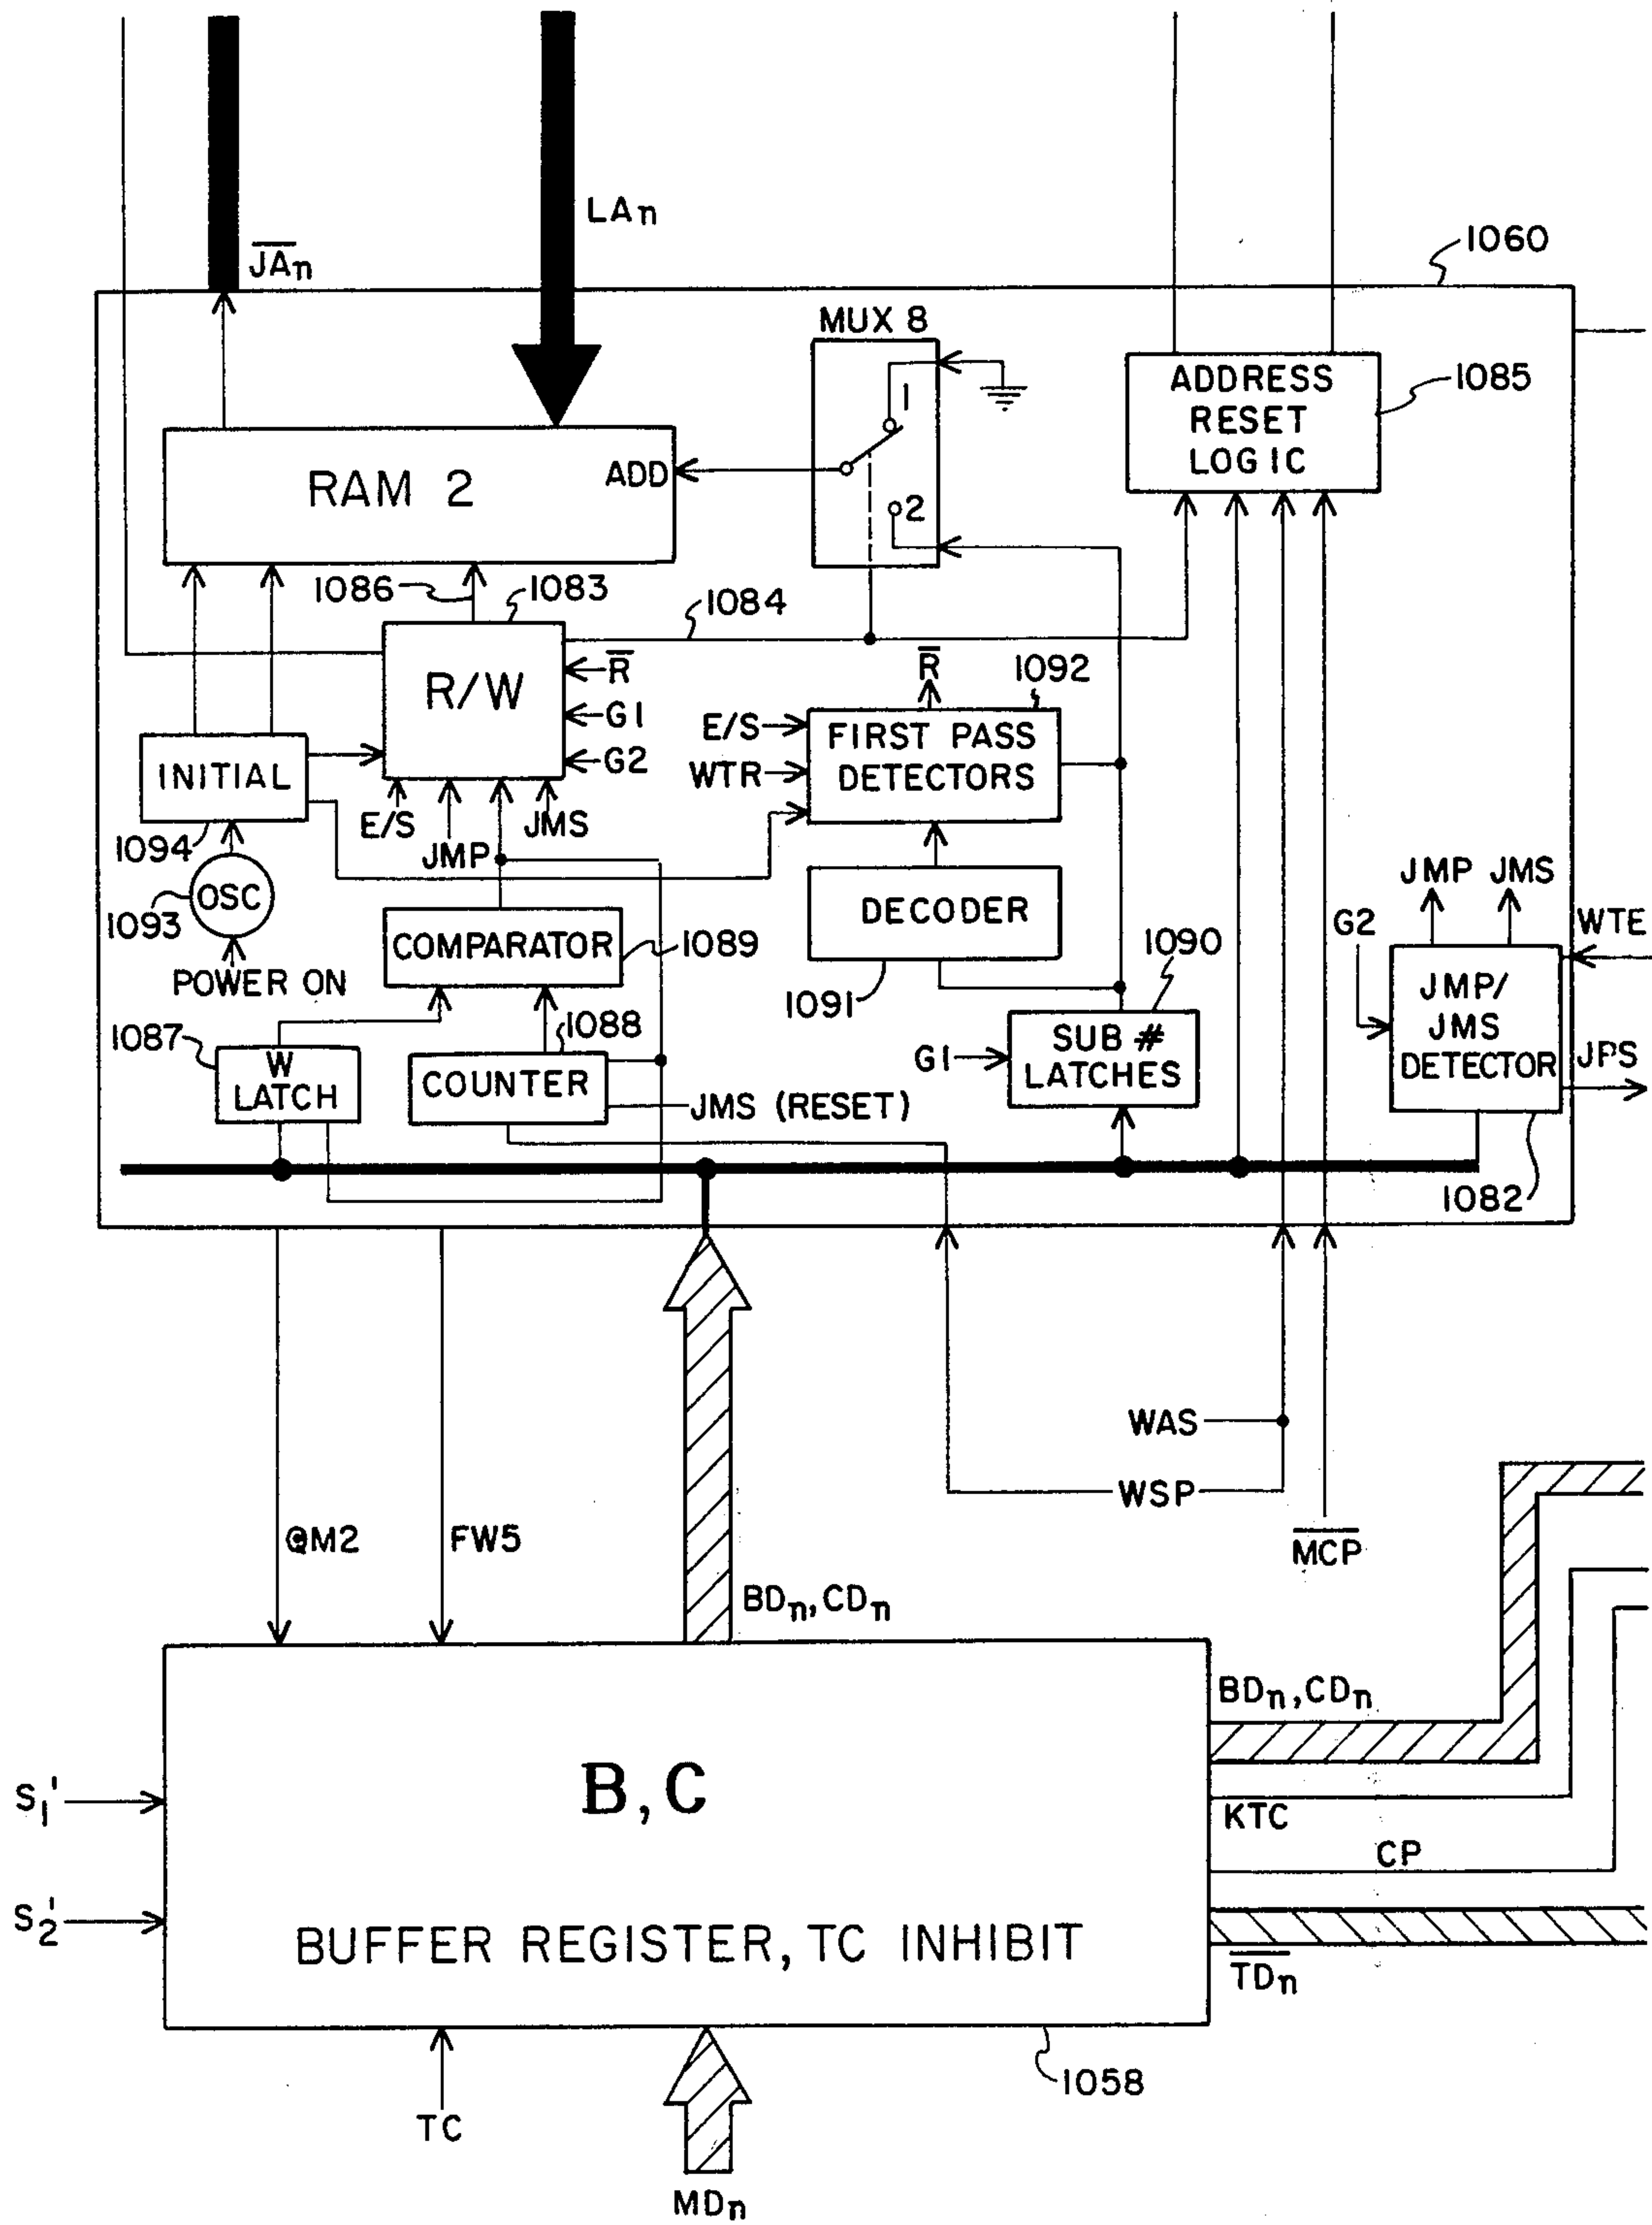 LAn
JAn
1060
MUX 8
1
2
ADDRESS
RESET
LOGIC
1085
RAM 2
ADD
1086
1083
1084
R/W
R
G1
G2
R
1092
E/S
WTR
FIRST PASS
DETECTORS
INITIAL
1094
E/S
JMP
JMS
OSC
1093
POWER ON
COMPARATOR
1089
DECODER
1091
1090
JMP JMS
G2
WTE
JMP/
JMS
DETECTOR
JPS
1082
1087
W
LATCH
1088
COUNTER
JMS (RESET)
G1
SUB #
LATCHES
WAS
WSP
MCP
QM2
FW5
BDn, CDn
BDn, CDn
B, C
S1'
KTC
CP
S2'
BUFFER REGISTER, TC INHIBIT
TDn
1058
TC
MDn